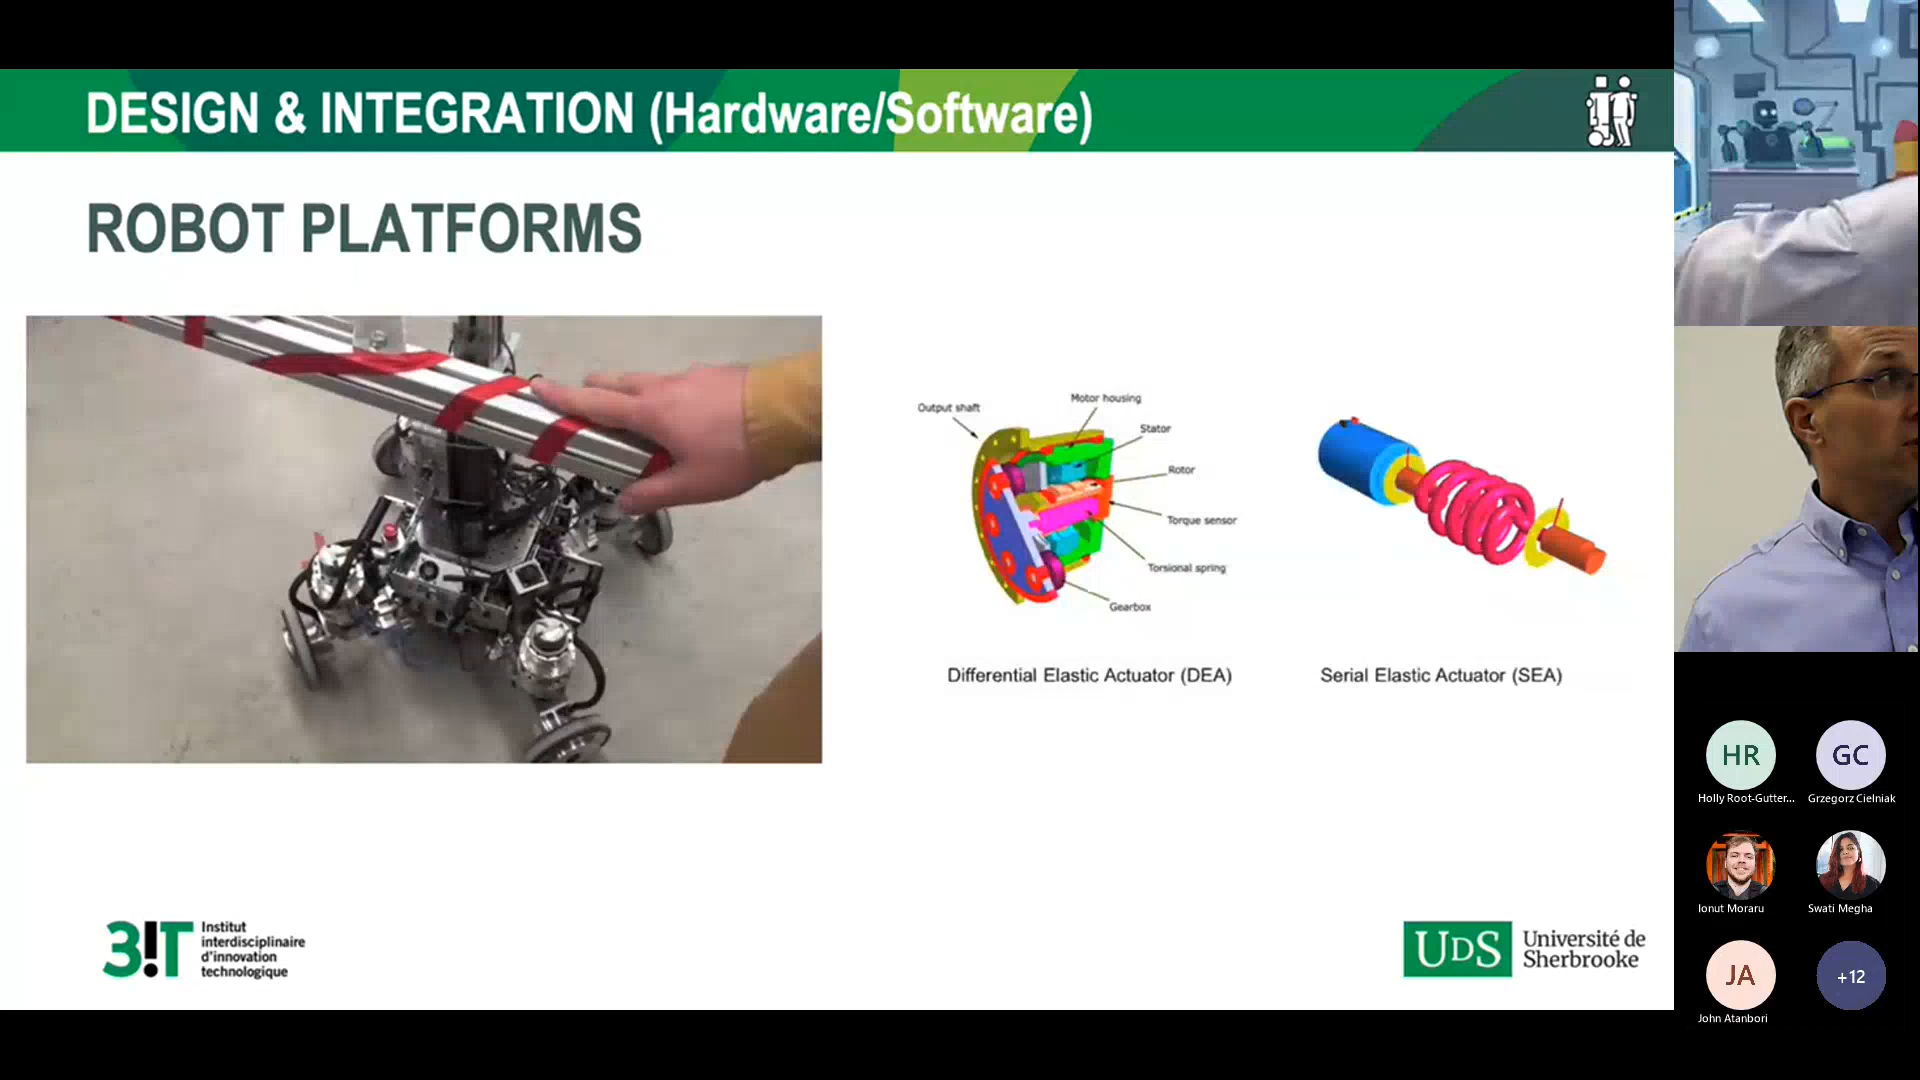 DESIGN & INTEGRATION (Hardware/Software)
ROBOT PLATFORMS
Output shaft
Motor housing
Stator
Rotor
Torque sensor
Torsional spring
Gearbox
Differential Elastic Actuator (DEA)
Serial Elastic Actuator (SEA)
3!T
Institut
interdisciplinaire
d'innovation
technologique
UDS
Université de
Sherbrooke
HR
Holly Root-Gutter...
GC
Grzegorz Cielniak
Ionut Moraru
Swati Megha
JA
John Atanbori
+12